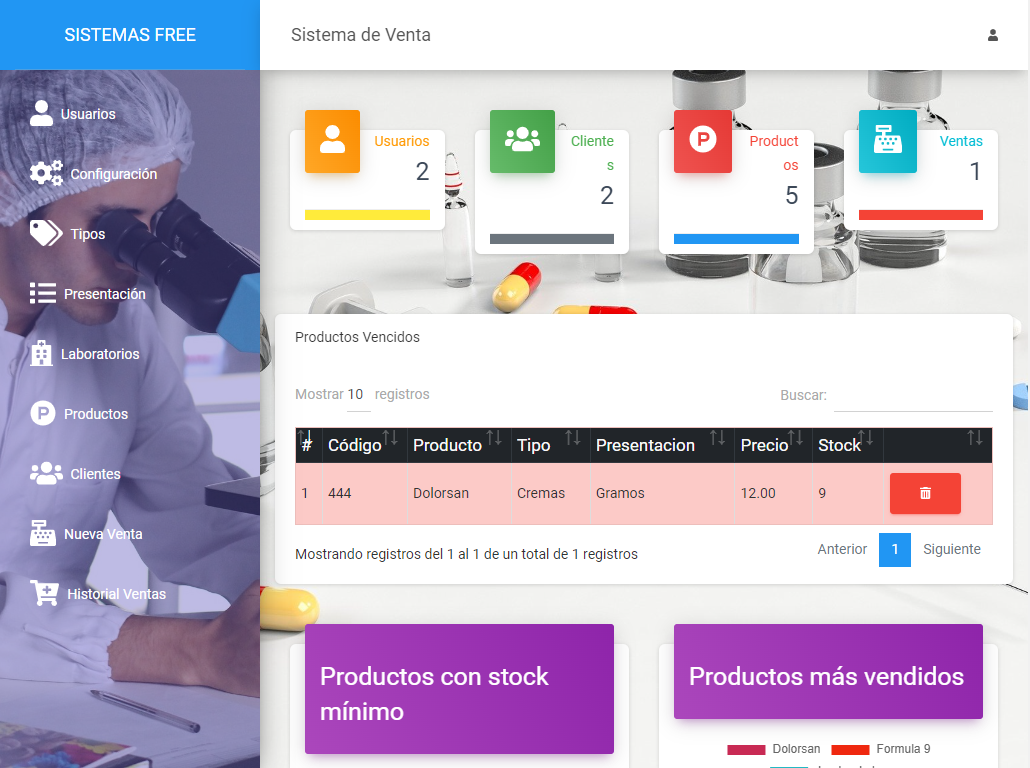 SISTEMAS FREE
Sistema de Venta
Usuarios
Configuración
Tipos
Presentación
Laboratorios
Productos
Clientes
Nueva Venta
Historial Ventas
Usuarios
2
Cliente
s
2
Product
os
5
Ventas
1
Productos Vencidos
Mostrar 10 registros
Buscar:
# Código Producto Tipo Presentacion Precio Stock
1 444 Dolorsan Cremas Gramos 12.00 9
Mostrando registros del 1 al 1 de un total de 1 registros
Anterior 1 Siguiente
Productos con stock
mínimo
Productos más vendidos
Dolorsan Formula 9